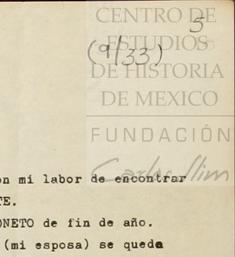 CENTRO DE
5
ESTUDIOS
(9/33)
DE HISTORIA
DE MEXICO
FUNDACIÓN
Carlos Slim
on mi labor de encontrar
TE.
ONETO de fin de año.
(mi esposa) se queda